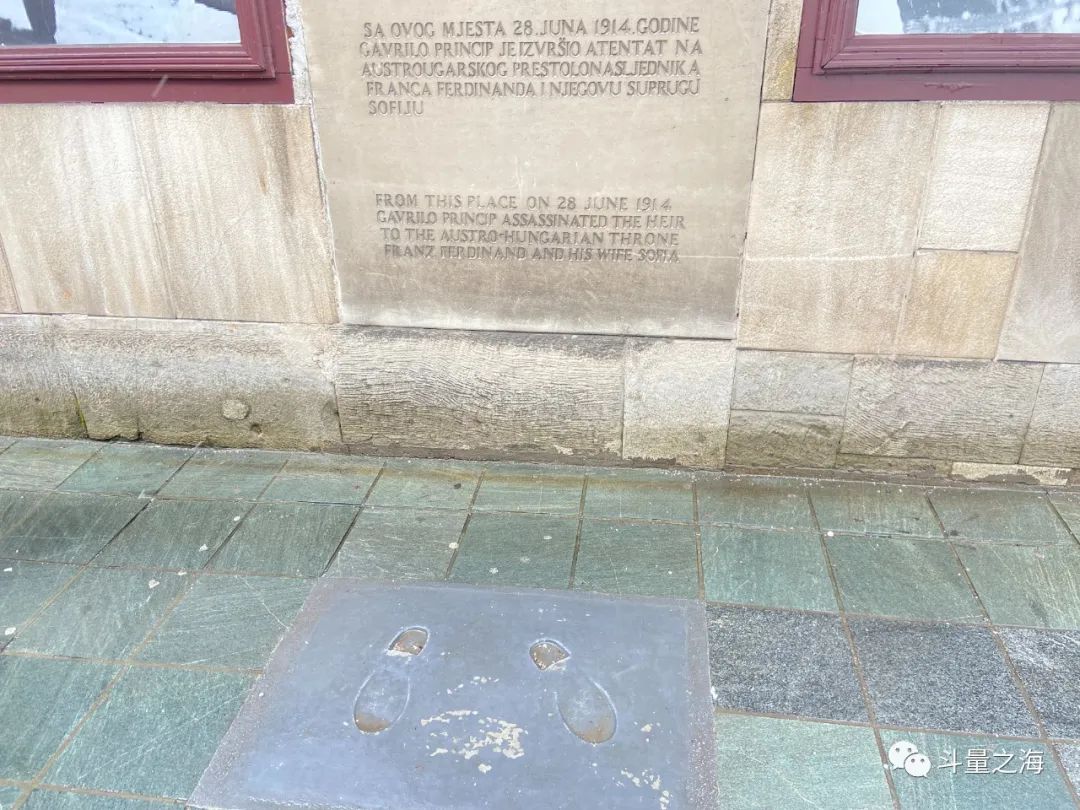 SA OVOG MJESTA 28. JUNA 1914. GODINE
GAVRILO PRINCIP JE IZVRŠIO ATENTAT NA
AUSTROUGARSKOG PRESTOLONASLJEDNIKA
FRANCA FERDINANDA I NJEGOVU SUPRUGU
SOFIJU
FROM THIS PLACE ON 28 JUNE 1914.
GAVRILO PRINCIP ASSASSINATED THE HEIR
TO THE AUSTRO-HUNGARIAN THRONE
FRANZ FERDINAND AND HIS WIFE SOFIA
斗量之海